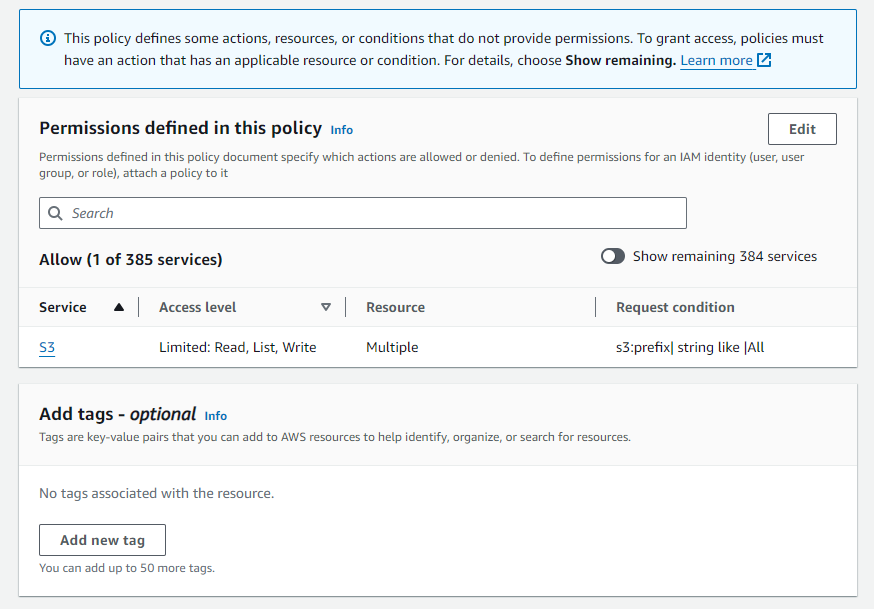 This policy defines some actions, resources, or conditions that do not provide permissions. To grant access, policies must
have an action that has an applicable resource or condition. For details, choose Show remaining. Learn more
Permissions defined in this policy Info
Edit
Permissions defined in this policy document specify which actions are allowed or denied. To define permissions for an IAM identity (user, user
group, or role), attach a policy to it
Search
Allow (1 of 385 services)
Show remaining 384 services
Service Access level Resource Request condition
S3 Limited: Read, List, Write Multiple s3:prefix| string like |All
Add tags - optional Info
Tags are key-value pairs that you can add to AWS resources to help identify, organize, or search for resources.
No tags associated with the resource.
Add new tag
You can add up to 50 more tags.